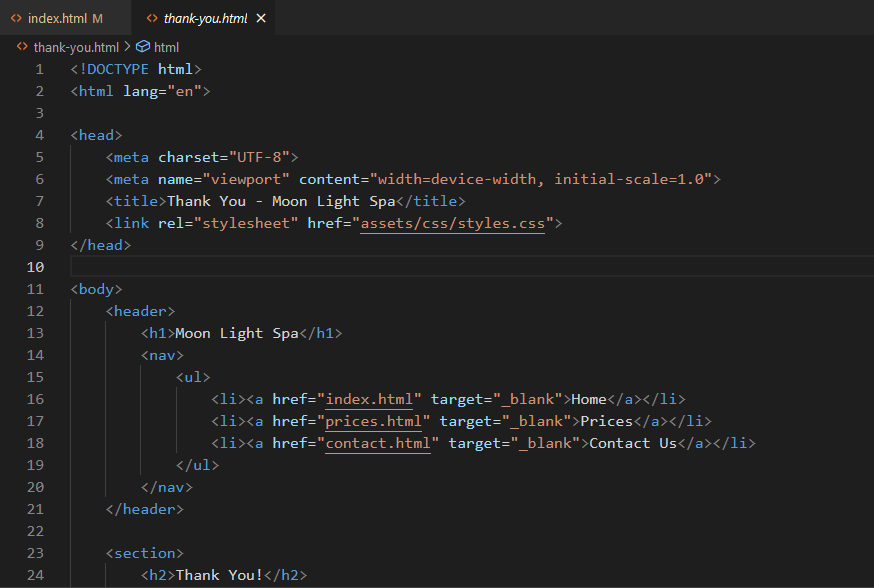 index.html M
thank-you.html
thank-you.html > html
1 <!DOCTYPE html>
2 <html lang="en">
3
4 <head>
5     <meta charset="UTF-8">
6     <meta name="viewport" content="width=device-width, initial-scale=1.0">
7     <title>Thank You - Moon Light Spa</title>
8     <link rel="stylesheet" href="assets/css/styles.css">
9 </head>
10
11 <body>
12     <header>
13         <h1>Moon Light Spa</h1>
14         <nav>
15             <ul>
16                 <li><a href="index.html" target="_blank">Home</a></li>
17                 <li><a href="prices.html" target="_blank">Prices</a></li>
18                 <li><a href="contact.html" target="_blank">Contact Us</a></li>
19             </ul>
20         </nav>
21     </header>
22
23     <section>
24         <h2>Thank You!</h2>